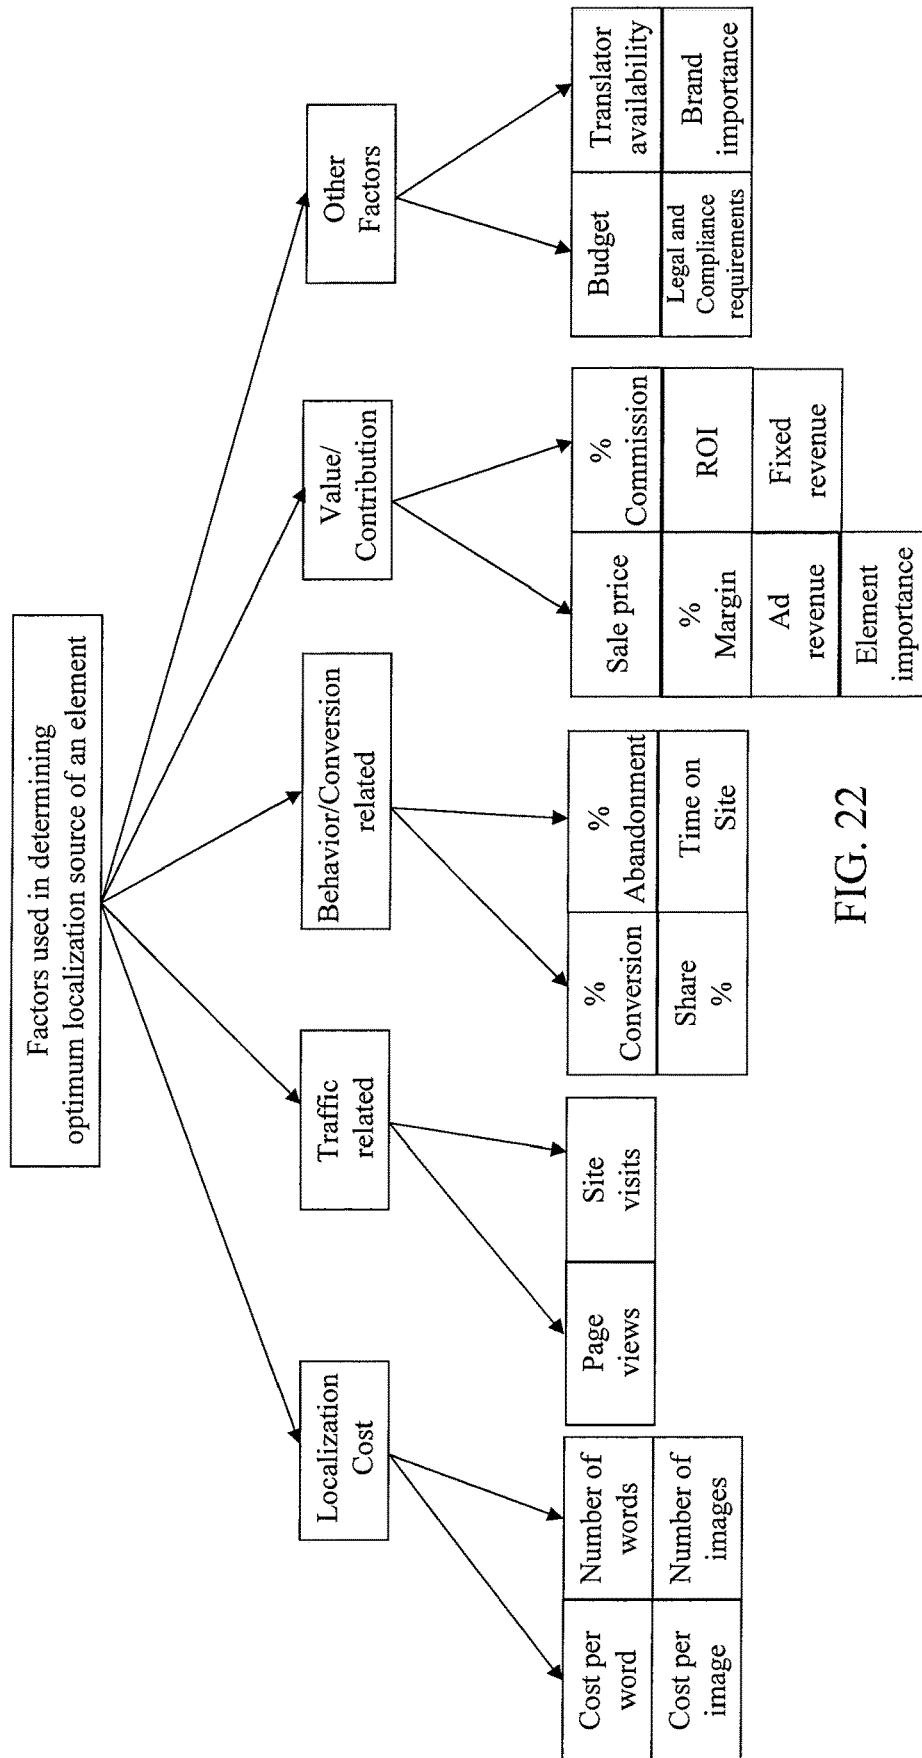 Factors used in determining
optimum localization source of an element
Localization
Cost
Traffic
related
Behavior/Conversion
related
Value/
Contribution
Other
Factors
Cost per
word
Number of
words
Cost per
image
Number of
images
Page
views
Site
visits
%
Conversion
%
Abandonment
Share
%
Time on
Site
Sale price
%
Commission
%
Margin
ROI
Ad
revenue
Fixed
revenue
Element
importance
Budget
Translator
availability
Legal and
Compliance
requirements
Brand
importance
FIG. 22